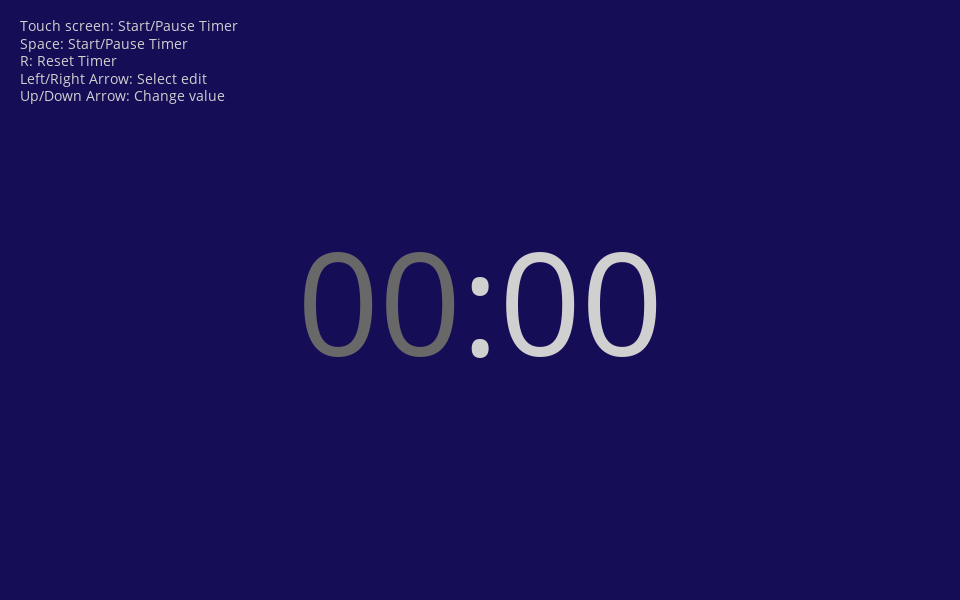 Touch screen: Start/Pause Timer
Space: Start/Pause Timer
R: Reset Timer
Left/Right Arrow: Select edit
Up/Down Arrow: Change value
00:00